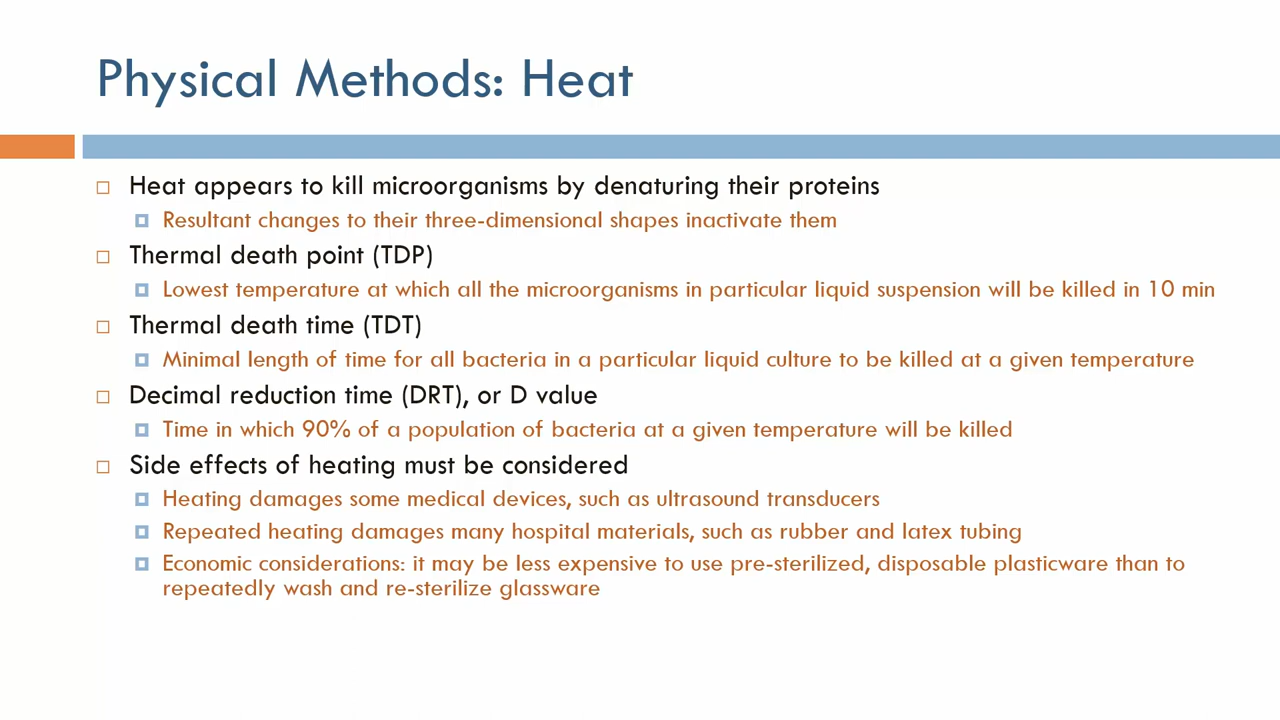 Physical Methods: Heat
Heat appears to kill microorganisms by denaturing their proteins
Resultant changes to their three-dimensional shapes inactivate them
Thermal death point (TDP)
Lowest temperature at which all the microorganisms in particular liquid suspension will be killed in 10 min
Thermal death time (TDT)
Minimal length of time for all bacteria in a particular liquid culture to be killed at a given temperature
Decimal reduction time (DRT), or D value
Time in which 90% of a population of bacteria at a given temperature will be killed
Side effects of heating must be considered
Heating damages some medical devices, such as ultrasound transducers
Repeated heating damages many hospital materials, such as rubber and latex tubing
Economic considerations: it may be less expensive to use pre-sterilized, disposable plasticware than to
repeatedly wash and re-sterilize glassware